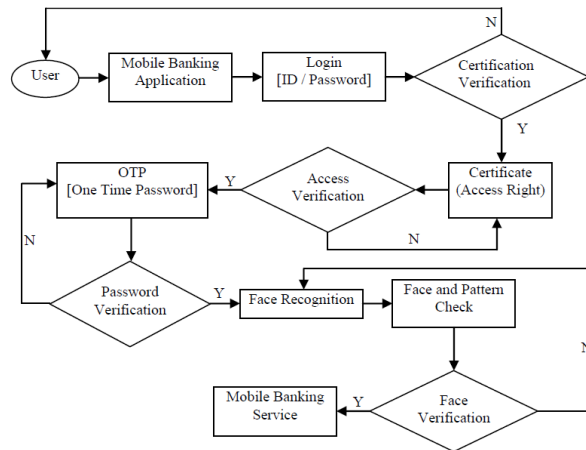 N
User
Mobile Banking
Application
Login
[ID / Password]
Certification
Verification
Y
OTP
[One Time Password]
Y
Access
Verification
Certificate
(Access Right)
N
N
Password
Verification
Y
Face Recognition
Face and Pattern
Check
N
Mobile Banking
Service
Y
Face
Verification